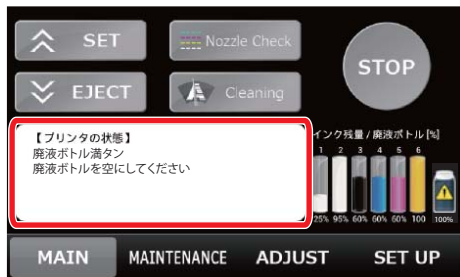 SET
Nozzle Check
STOP
EJECT
Cleaning
【プリンタの状態】
廃液ボトル満タン
廃液ボトルを空にしてください
インク残量/廃液ボトル[%]
1 2 3 4 5 6
25% 95% 60% 60% 60% 100 100%
MAIN MAINTENANCE ADJUST SET UP